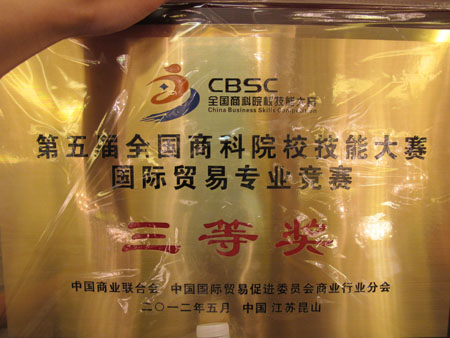 CBSC
全国商科院校技能大赛
China Business Skills Competition
第五届全国商科院校技能大赛
国际贸易专业竞赛
三等奖
中国商业联合会 中国国际贸易促进委员会商业行业分会
二〇一二年五月 中国 江苏昆山